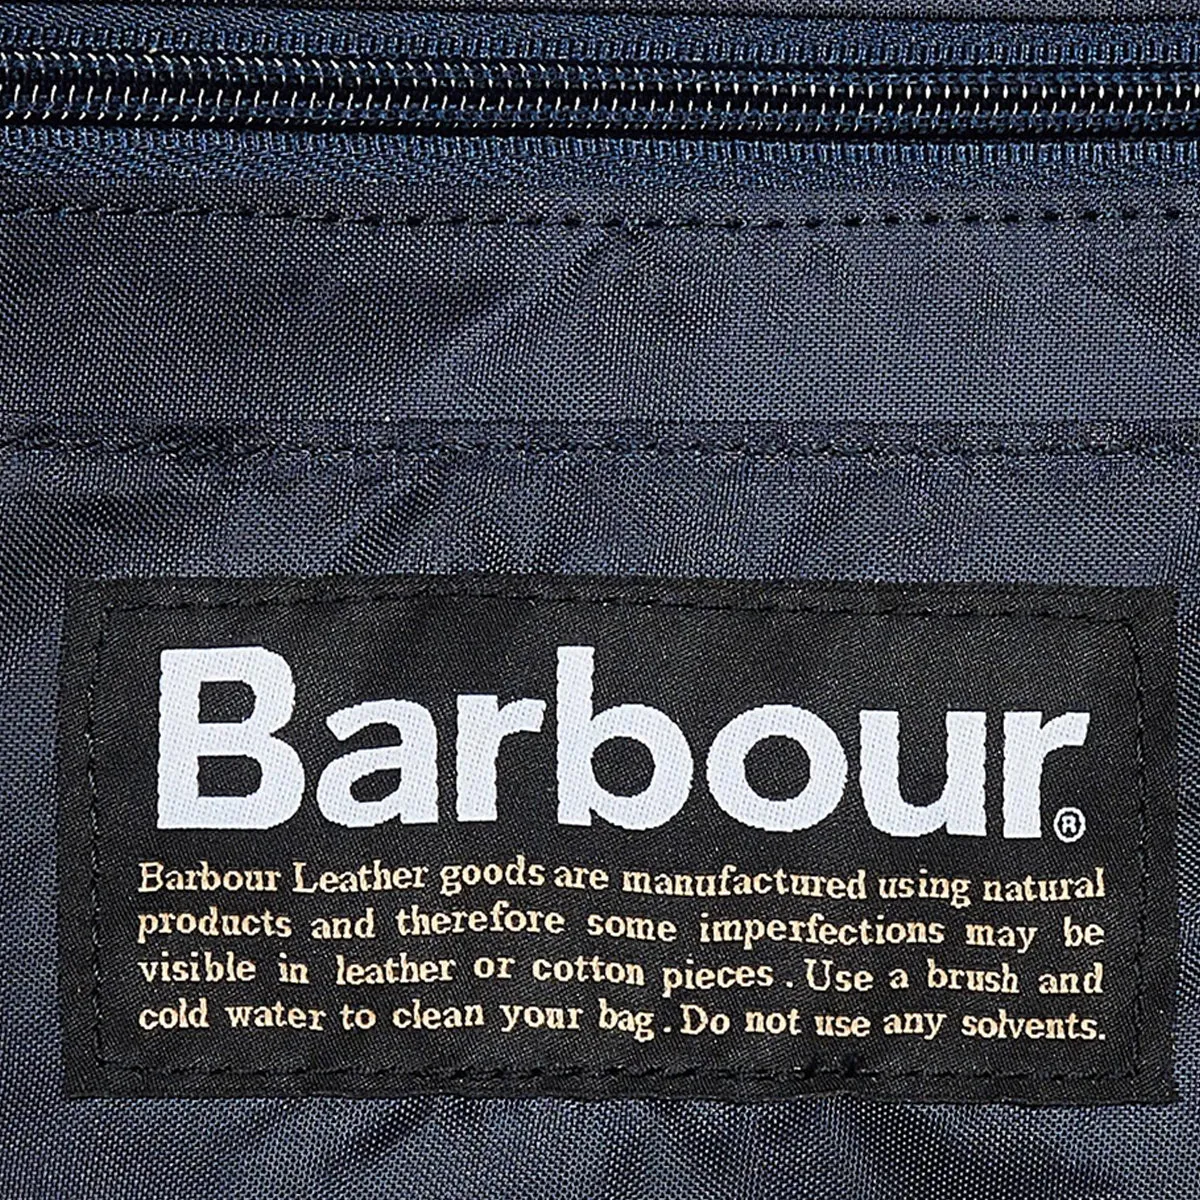 Barbour®
Barbour Leather goods are manufactured using natural
products and therefore some imperfections may be
visible in leather or cotton pieces . Use a brush and
cold water to clean your bag . Do not use any solvents.